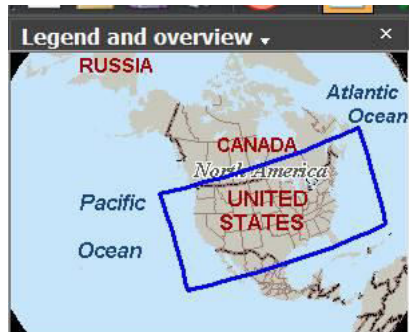 Legend and overview
RUSSIA
Atlantic
Ocean
CANADA
North America
Pacific
UNITED
STATES
Ocean